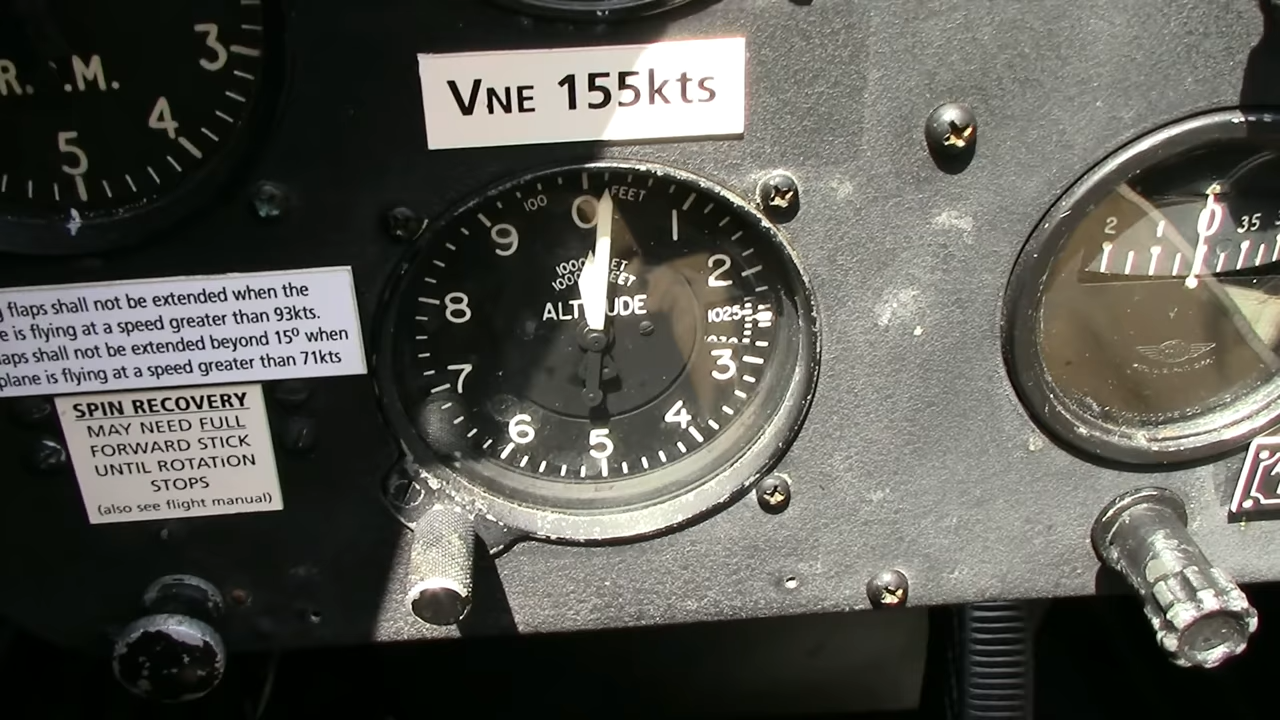 3
R. .M.
4
5
VNE 155kts
100 FEET
0
1
2
3
4
5
6
7
8
9
1000 FEET
1000 FEET
ALTITUDE
1025
flaps shall not be extended when the
is flying at a speed greater than 93kts.
shall not be extended beyond 15º when
plane is flying at a speed greater than 71kts
SPIN RECOVERY
MAY NEED FULL
FORWARD STICK
UNTIL ROTATION
STOPS
(also see flight manual)
2 1 0 35